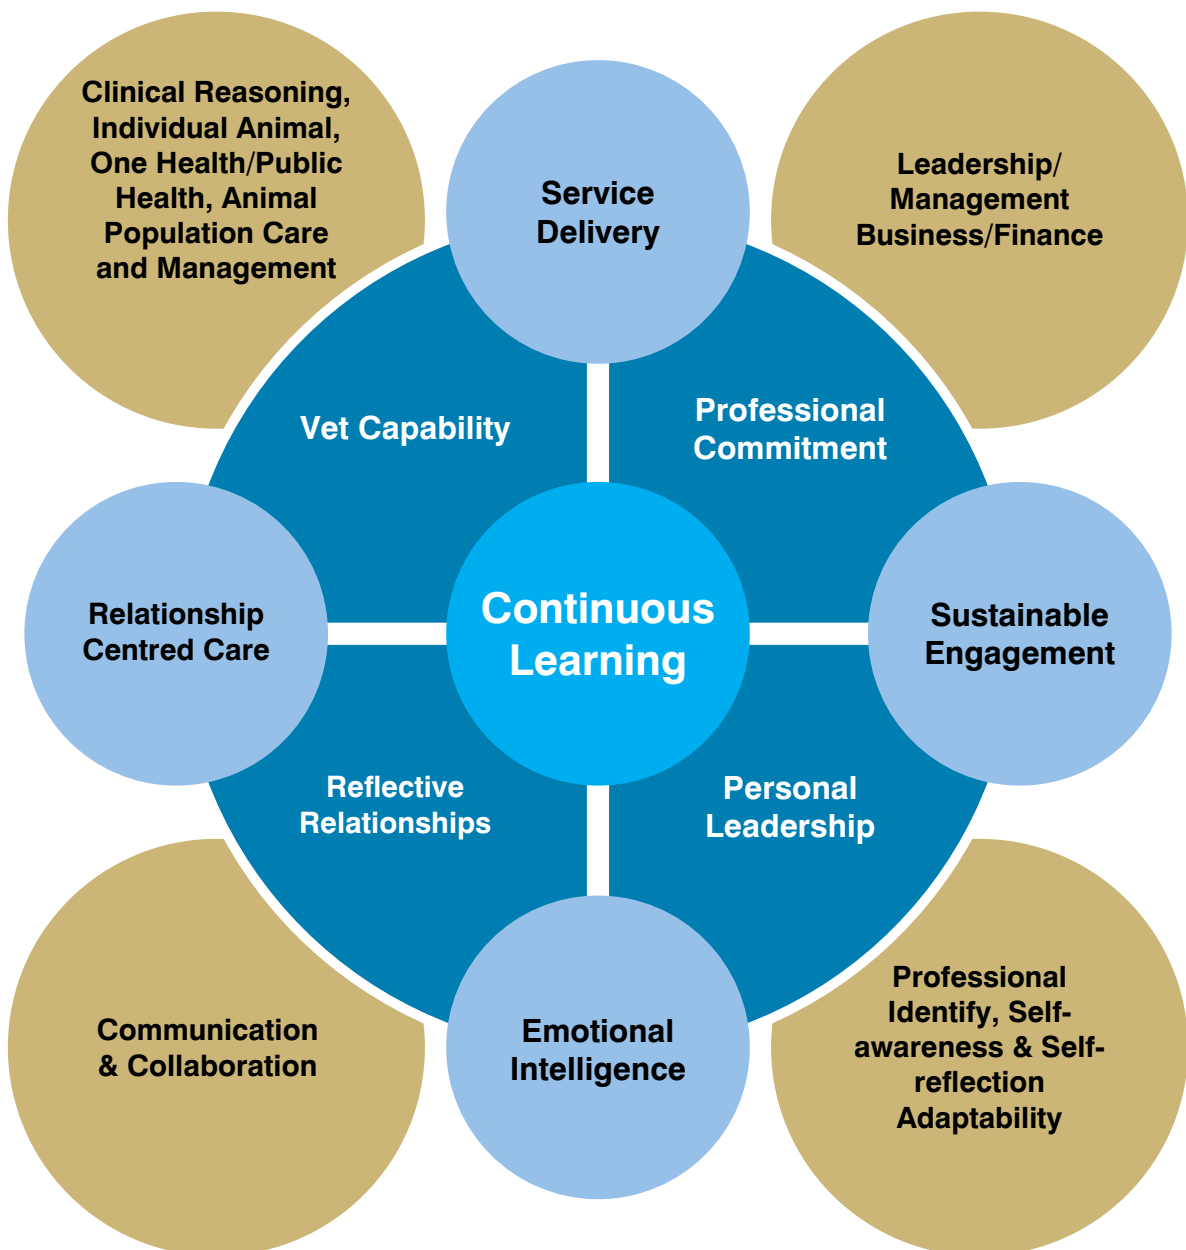 Clinical Reasoning,
Individual Animal,
One Health/Public
Health, Animal
Population Care
and Management
Service
Delivery
Leadership/
Management
Business/Finance
Vet Capability
Professional
Commitment
Relationship
Centred Care
Continuous
Learning
Sustainable
Engagement
Reflective
Relationships
Personal
Leadership
Communication
& Collaboration
Emotional
Intelligence
Professional
Identify, Self-
awareness & Self-
reflection
Adaptability